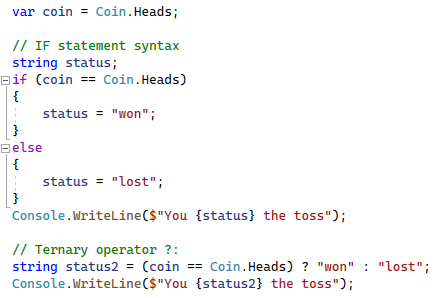 var coin = Coin.Heads;

// IF statement syntax
string status;
if (coin == Coin.Heads)
{
    status = "won";
}
else
{
    status = "lost";
}
Console.WriteLine($"You {status} the toss");

// Ternary operator ?:
string status2 = (coin == Coin.Heads) ? "won" : "lost";
Console.WriteLine($"You {status2} the toss");